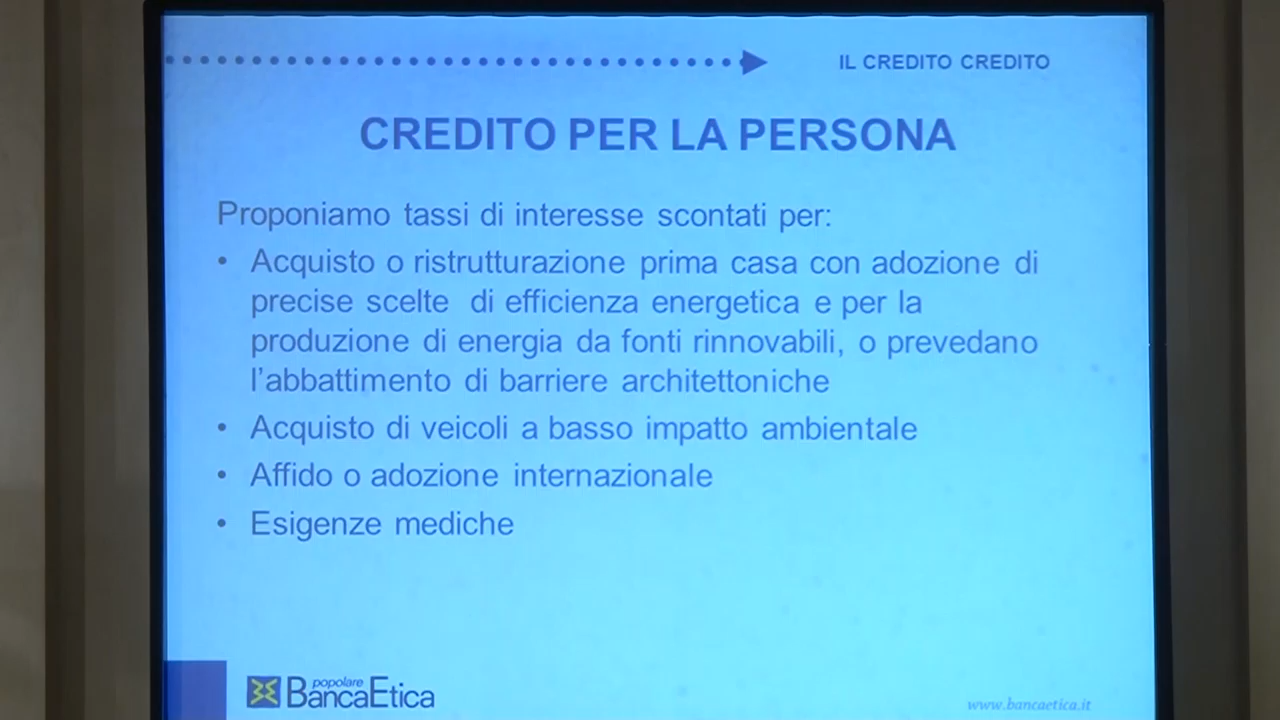 IL CREDITO CREDITO
CREDITO PER LA PERSONA
Proponiamo tassi di interesse scontati per:
• Acquisto o ristrutturazione prima casa con adozione di
precise scelte di efficienza energetica e per la
produzione di energia da fonti rinnovabili, o prevedano
l'abbattimento di barriere architettoniche
• Acquisto di veicoli a basso impatto ambientale
• Affido o adozione internazionale
• Esigenze mediche
popolare
BancaEtica
www.bancaetica.it